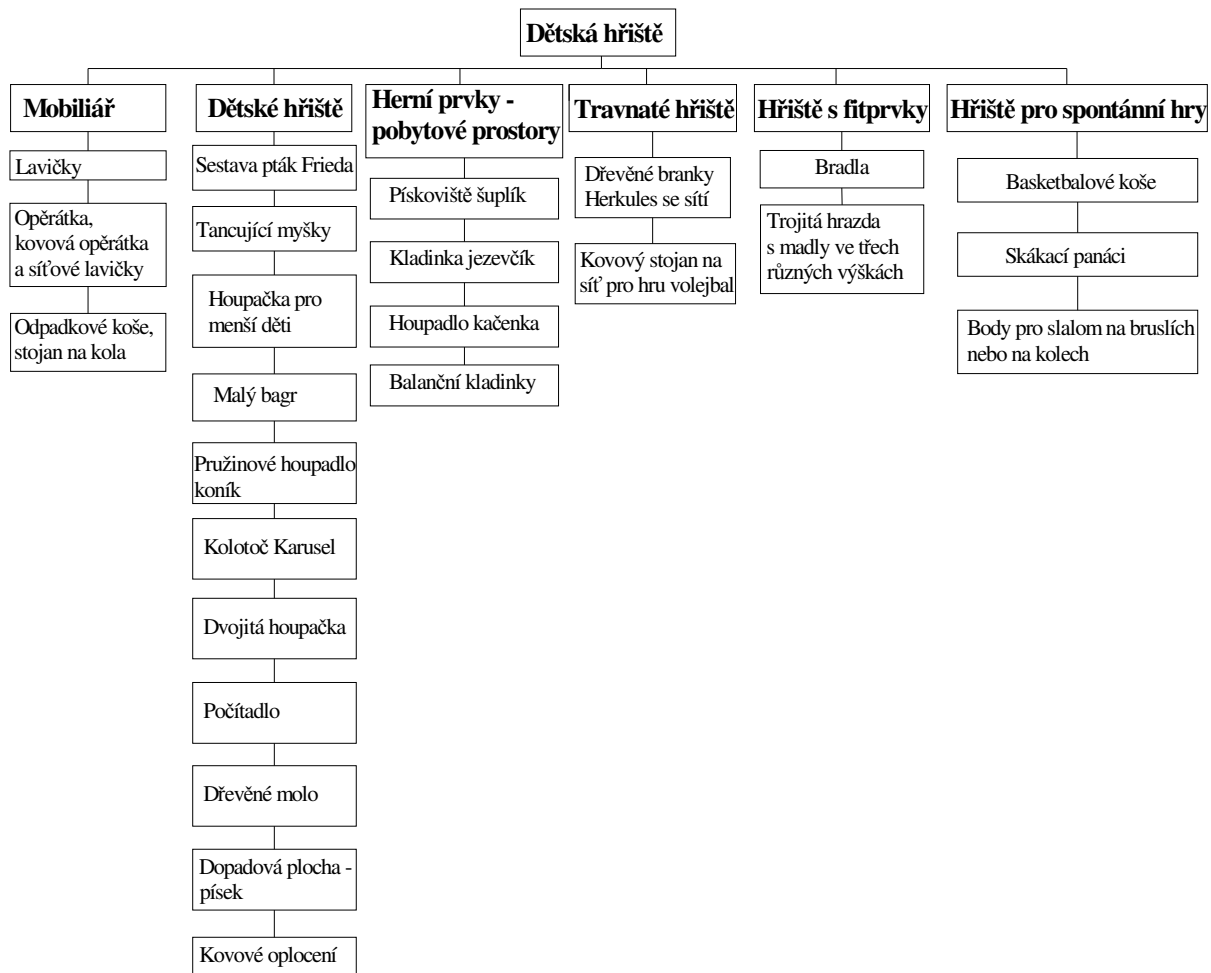 Dětská hřiště
Mobiliář
Lavičky
Opěrátka,
kovová opěrátka
a síťové lavičky
Odpadkové koše,
stojan na kola
Dětské hřiště
Sestava pták Frieda
Tancující myšky
Houpačka pro
menší děti
Malý bagr
Pružinové houpadlo
koník
Kolotoč Karusel
Dvojitá houpačka
Počítadlo
Dřevěné molo
Dopadová plocha -
písek
Kovové oplocení
Herní prvky -
pobytové prostory
Pískoviště šuplík
Kladinka jezevčík
Houpadlo kačenka
Balanční kladinky
Travnaté hřiště
Dřevěné branky
Herkules se sítí
Kovový stojan na
síť pro hru volejbal
Hřiště s fitprvky
Bradla
Trojitá hrazda
s madly ve třech
různých výškách
Hřiště pro spontánní hry
Basketbalové koše
Skákací panáci
Body pro slalom na bruslích
nebo na kolech